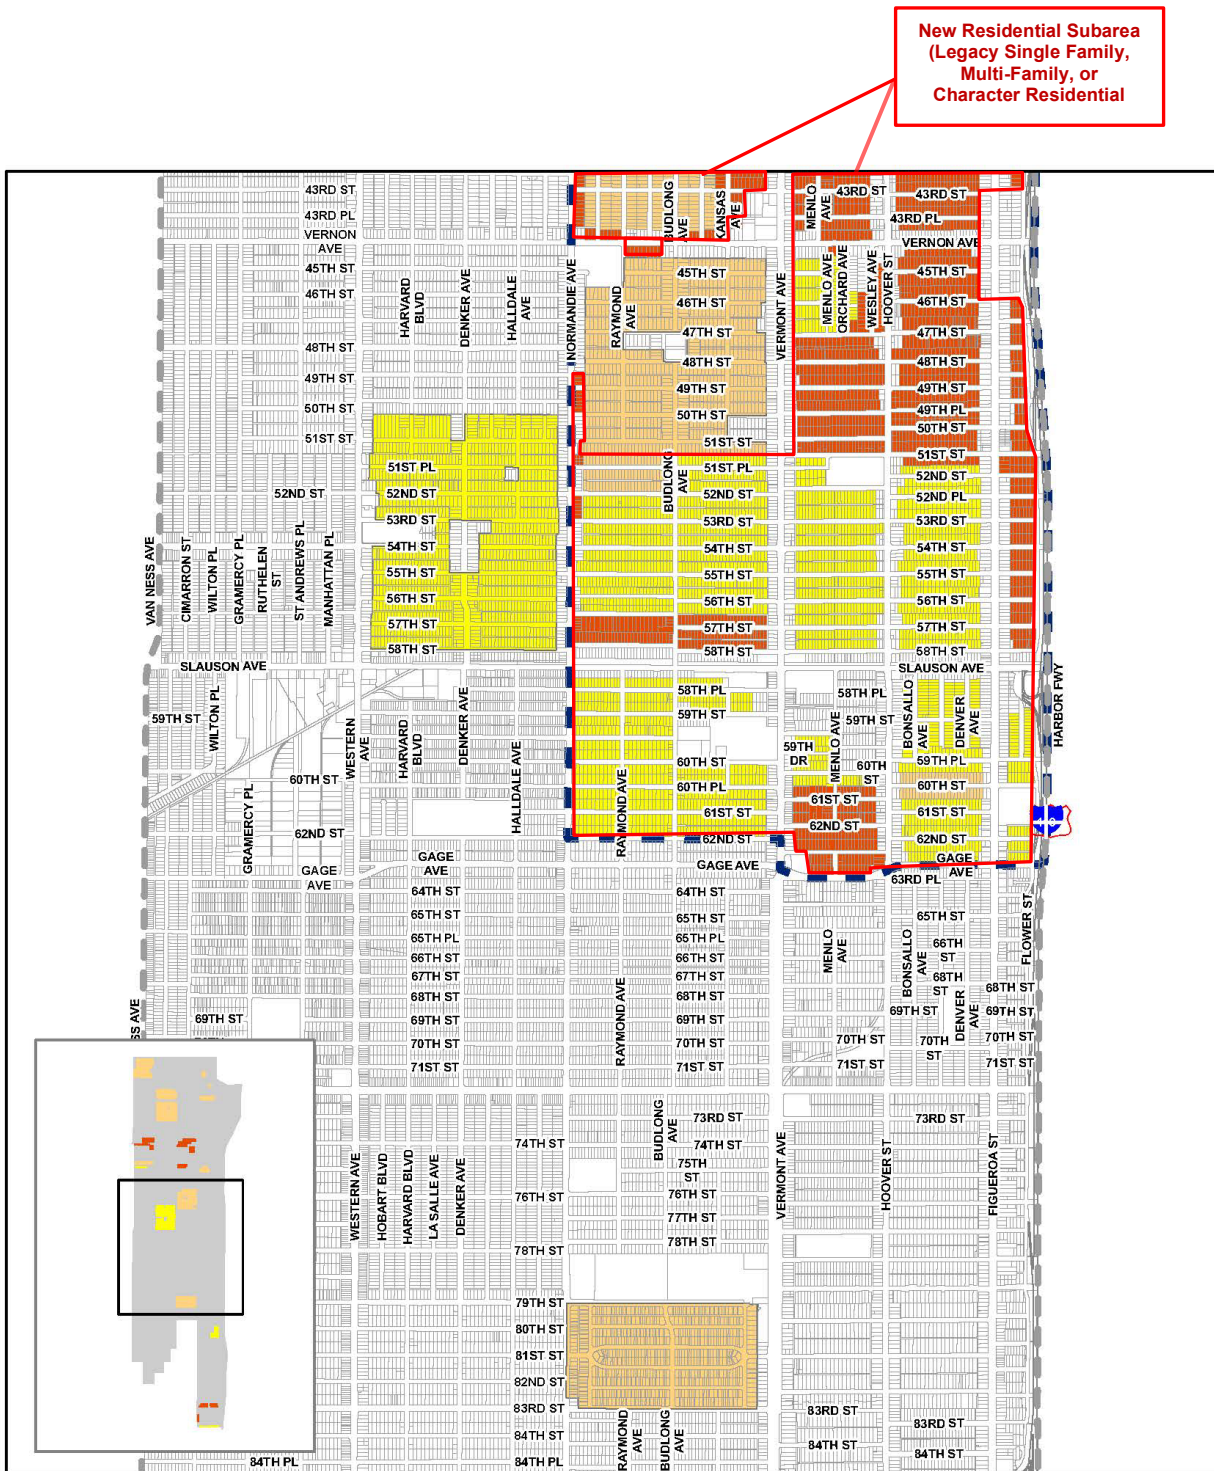 New Residential Subarea
(Legacy Single Family,
Multi-Family, or
Character Residential
43RD ST
43RD PL
VERNON
AVE
45TH ST
46TH ST
48TH ST
49TH ST
50TH ST
51ST ST
HARVARD
BLVD
DENKER AVE
HALLDALE
AVE
NORMANDIE AVE
RAYMOND
AVE
BUDLONG
AVE
KANSAS
AVE
VERMONT AVE
45TH ST
46TH ST
47TH ST
48TH ST
49TH ST
50TH ST
51ST ST
MENLO
AVE
43RD ST
43RD ST
43RD PL
VERNON AVE
MENLO AVE
ORCHARD AVE
WESLEY AVE
HOOVER ST
45TH ST
46TH ST
47TH ST
48TH ST
49TH ST
49TH PL
50TH ST
51ST ST
52ND ST
52ND PL
53RD ST
54TH ST
55TH ST
56TH ST
57TH ST
58TH ST
SLAUSON AVE
51ST PL
52ND ST
53RD ST
54TH ST
55TH ST
56TH ST
57TH ST
58TH ST
BUDLONG
AVE
51ST PL
52ND ST
53RD ST
54TH ST
55TH ST
56TH ST
57TH ST
58TH ST
52ND ST
VAN NESS AVE
CIMARRON ST
WILTON PL
GRAMERCY PL
RUTHELEN
ST
ST ANDREWS PL
MANHATTAN PL
SLAUSON AVE
59TH ST
WILTON PL
WESTERN
AVE
HARVARD
BLVD
DENKER AVE
HALLDALE AVE
60TH ST
GRAMERCY PL
62ND ST
GAGE
AVE
58TH PL
59TH ST
60TH ST
60TH PL
61ST ST
62ND ST
RAYMOND AVE
GAGE AVE
58TH PL
59TH ST
59TH
DR
MENLO AVE
60TH
ST
61ST ST
62ND ST
BONSALLO
AVE
DENVER
AVE
59TH PL
60TH ST
61ST ST
62ND ST
GAGE
AVE
63RD PL
HARBOR FWY
GAGE
AVE
64TH ST
65TH ST
65TH PL
66TH ST
67TH ST
68TH ST
69TH ST
70TH ST
71ST ST
69TH ST
RAYMOND AVE
64TH ST
65TH ST
65TH PL
66TH ST
67TH ST
68TH ST
69TH ST
70TH ST
71ST ST
MENLO
AVE
BONSALLO
AVE
65TH ST
66TH
ST
68TH
ST
69TH ST
70TH
ST
DENVER
AVE
FLOWER ST
68TH ST
69TH ST
70TH ST
71ST ST
70TH ST
71ST ST
SS AVE
WESTERN AVE
HOBART BLVD
HARVARD BLVD
LA SALLE AVE
DENKER AVE
74TH ST
76TH ST
78TH ST
79TH ST
80TH ST
81ST ST
82ND ST
83RD ST
84TH ST
84TH PL
84TH PL
BUDLONG
AVE
73RD ST
74TH ST
75TH
ST
76TH ST
77TH ST
78TH ST
VERMONT AVE
HOOVER ST
73RD ST
FIGUEROA ST
RAYMOND
AVE
BUDLONG
AVE
83RD ST
84TH ST
83RD ST
84TH ST